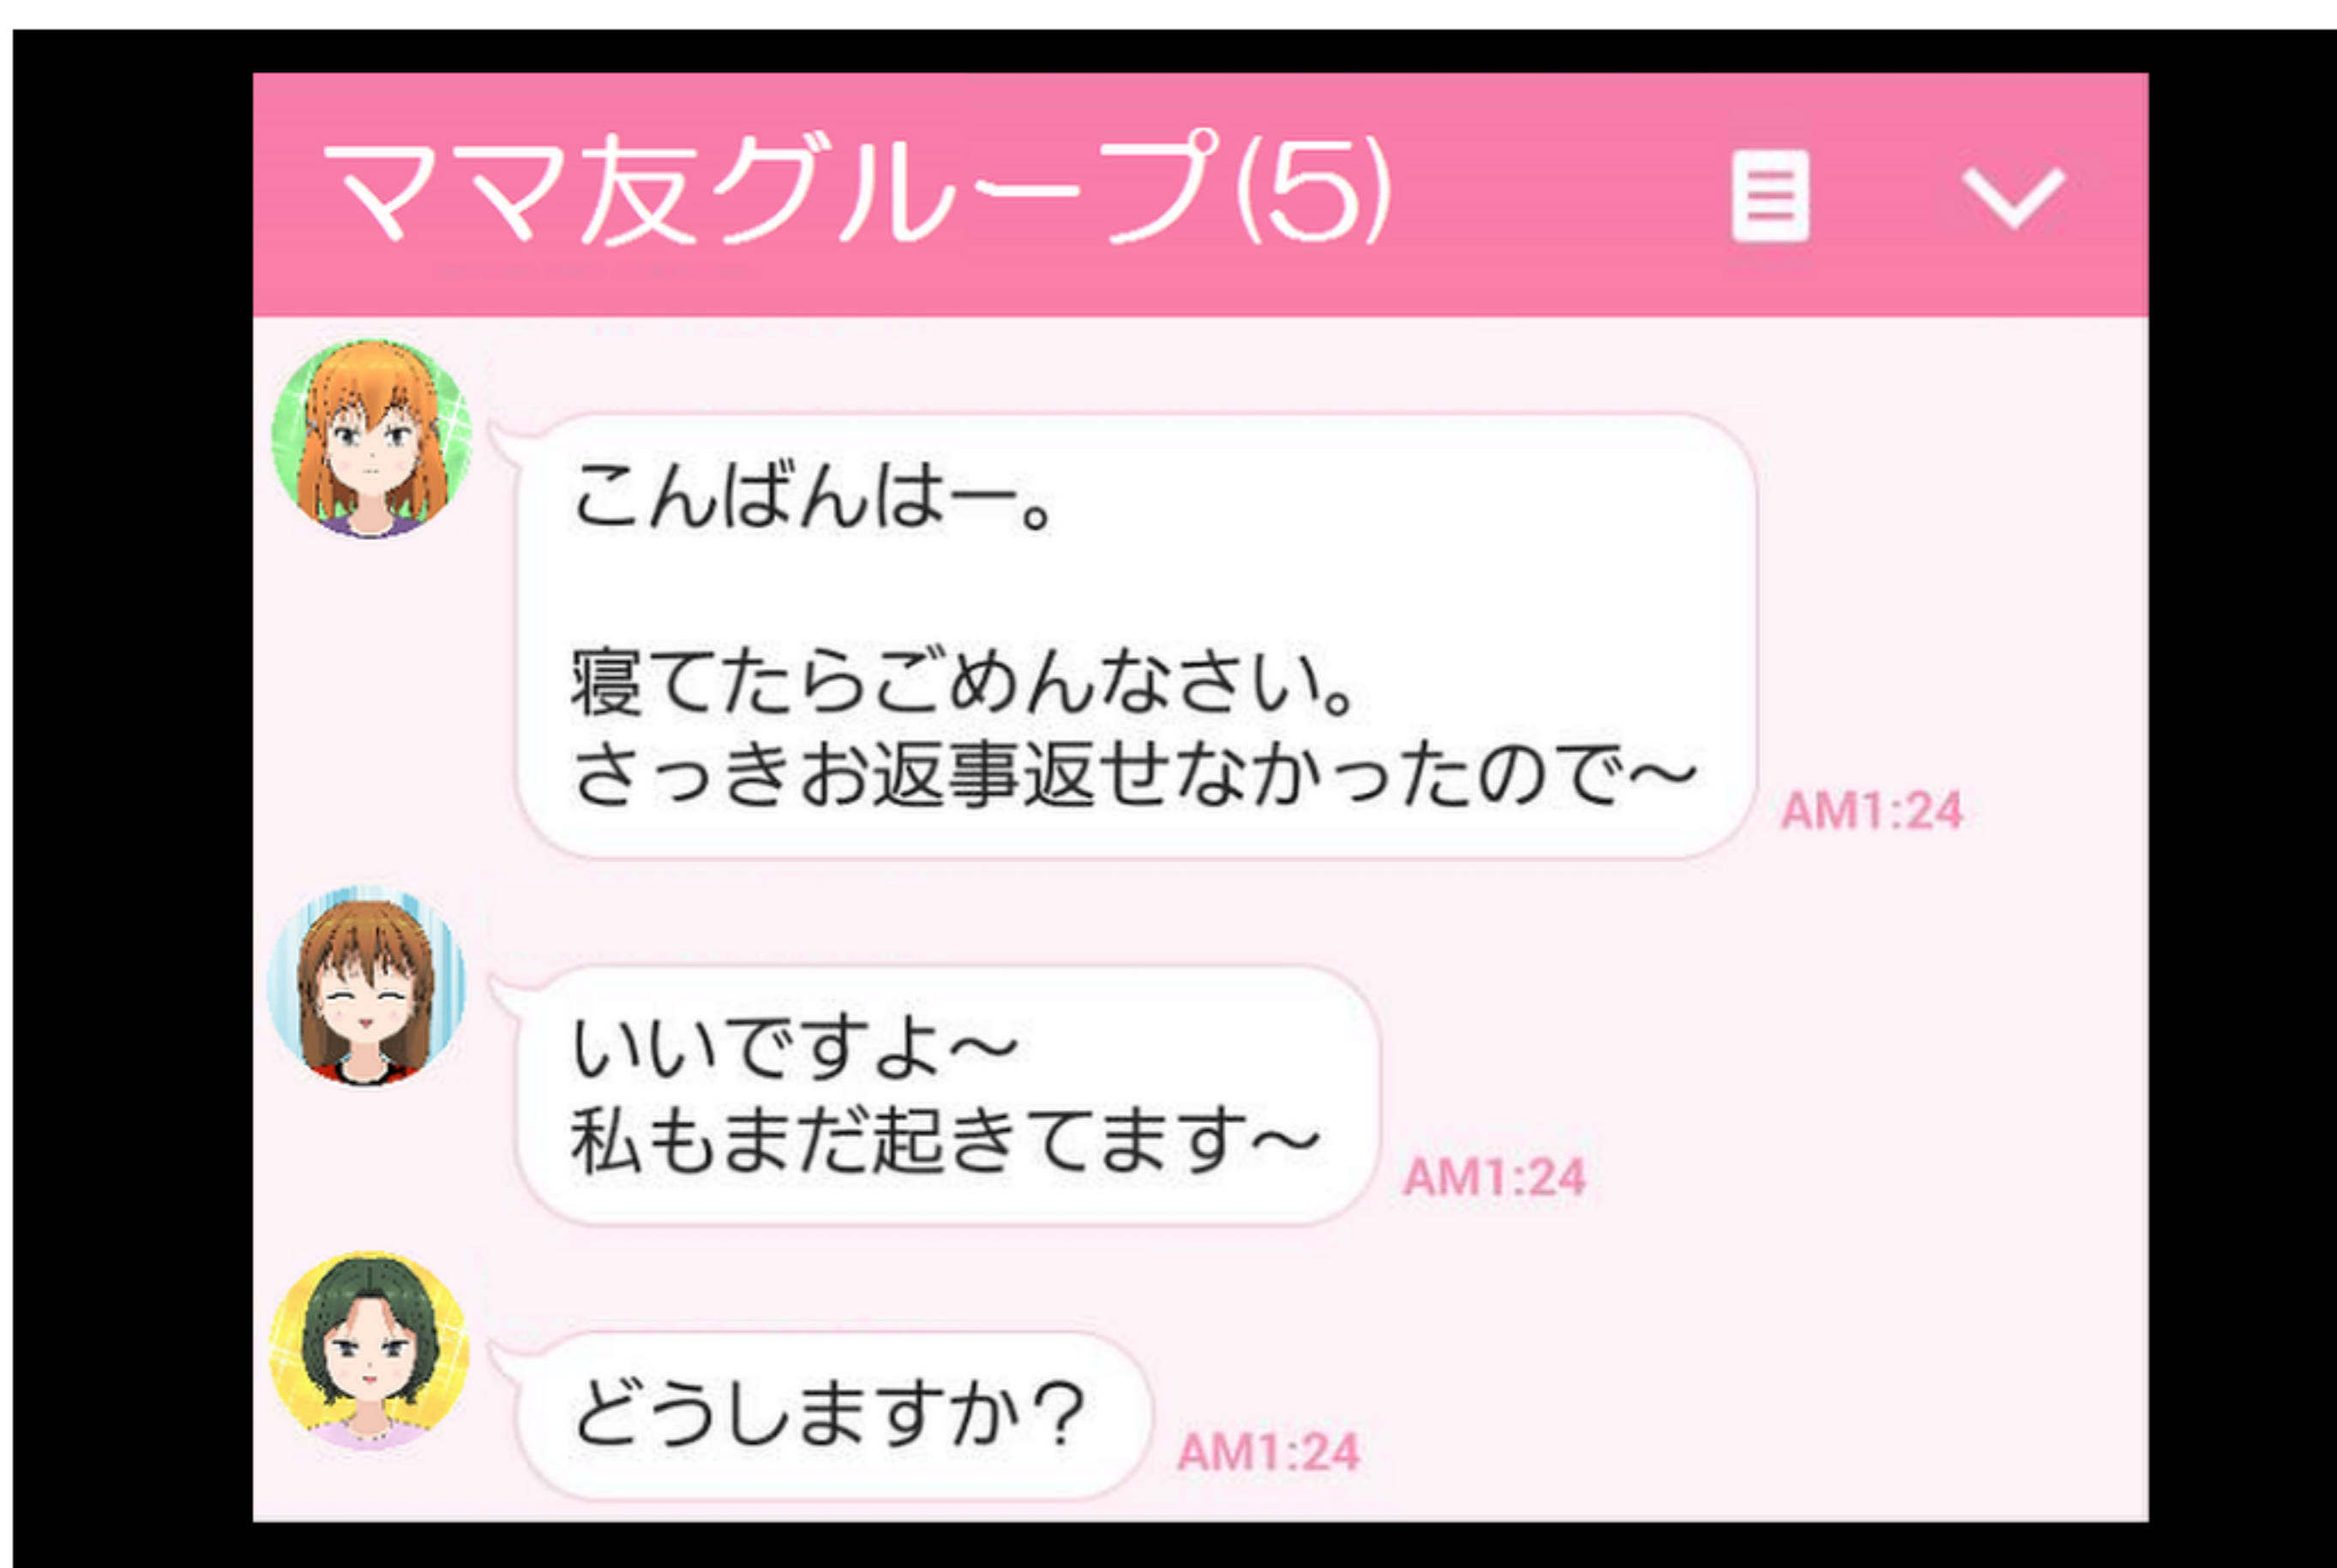 ママ友グループ(5)
こんばんはー。
寝てたらごめんなさい。
さっきお返事返せなかったので〜
AM1:24
いいですよ〜
私もまだ起きてます〜
AM1:24
どうしますか？
AM1:24